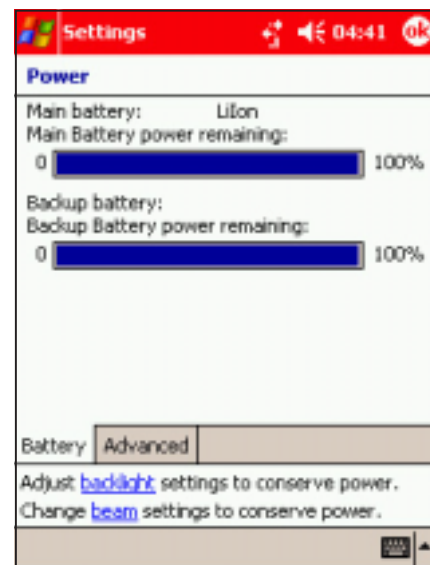 Settings 04:41 ok
Power
Main battery: LiIon
Main Battery power remaining:
0 100%
Backup battery:
Backup Battery power remaining:
0 100%
Battery Advanced
Adjust backlight settings to conserve power.
Change beam settings to conserve power.